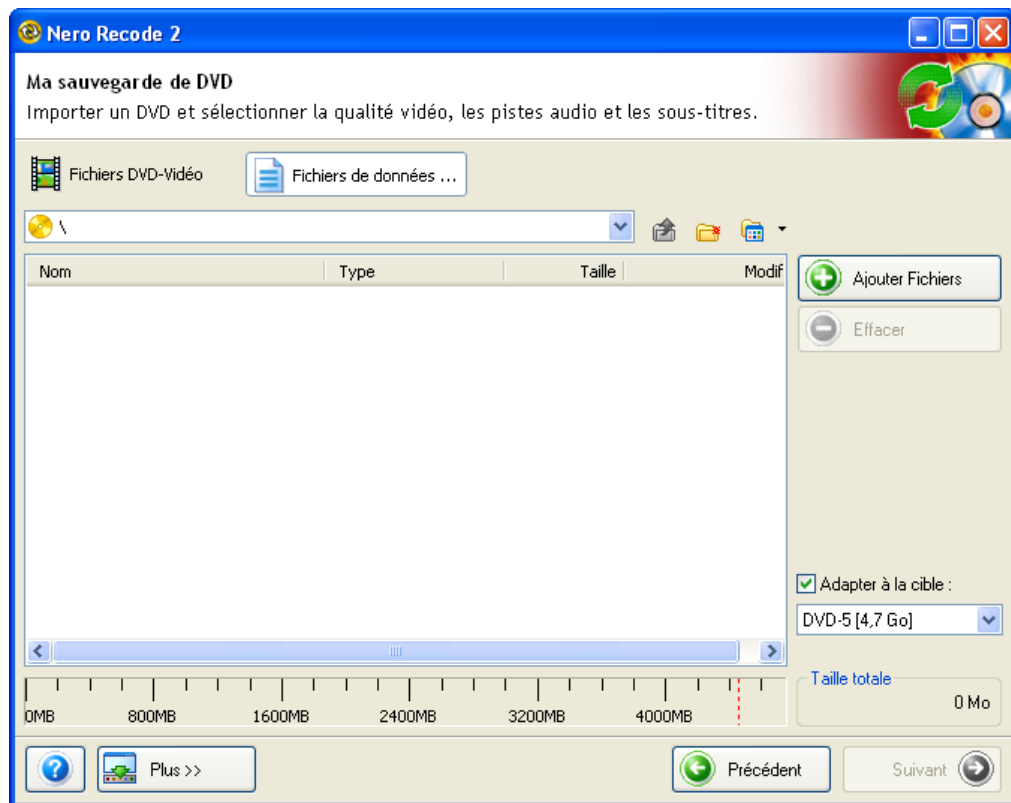 Nero Recode 2
Ma sauvegarde de DVD
Importer un DVD et sélectionner la qualité vidéo, les pistes audio et les sous-titres.
Fichiers DVD-Vidéo
Fichiers de données ...
\
Nom Type Taille Modif
Ajouter Fichiers
Effacer
Adapter à la cible :
DVD-5 [4,7 Go]
Taille totale
0 Mo
0MB 800MB 1600MB 2400MB 3200MB 4000MB
Plus >>
Précédent
Suivant